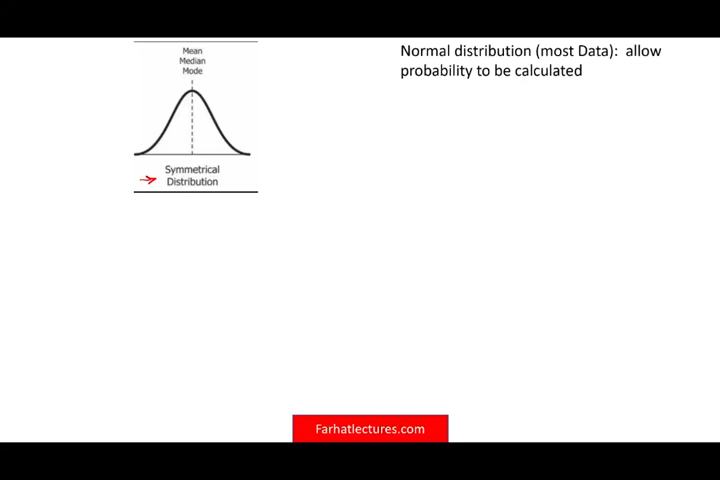 Mean
Median
Mode
Symmetrical
Distribution
Normal distribution (most Data):  allow
probability to be calculated
Farhatlectures.com